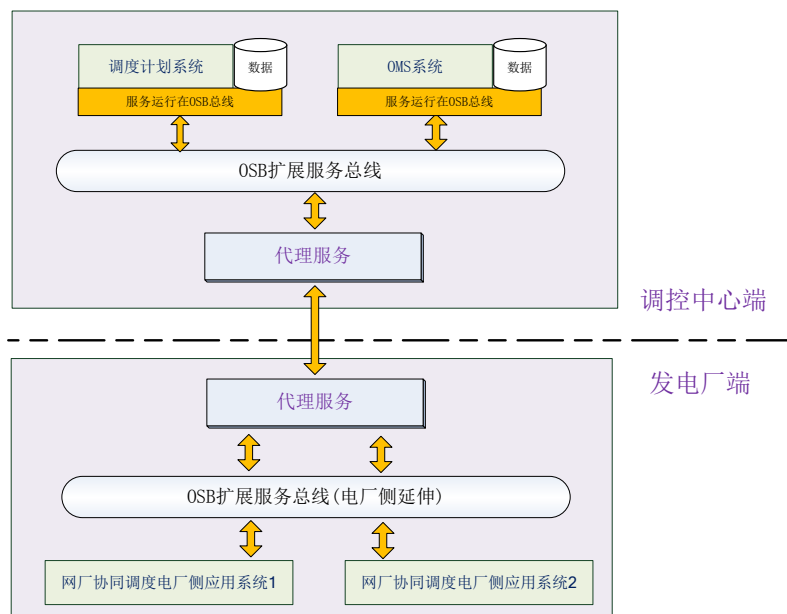 调度计划系统
数据
OMS系统
数据
服务运行在OSB总线
服务运行在OSB总线
OSB扩展服务总线
代理服务
调控中心端
发电厂端
代理服务
OSB扩展服务总线(电厂侧延伸)
网厂协同调度电厂侧应用系统1
网厂协同调度电厂侧应用系统2